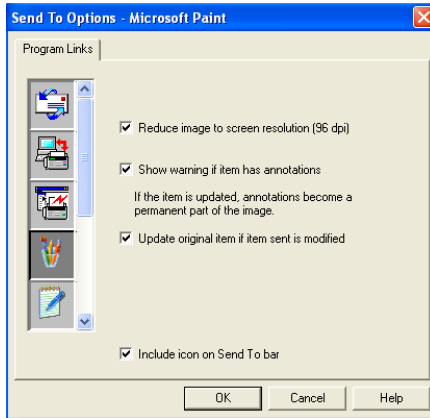 Send To Options - Microsoft Paint
Program Links
Reduce image to screen resolution (96 dpi)
Show warning if item has annotations
If the item is updated, annotations become a
permanent part of the image.
Update original item if item sent is modified
Include icon on Send To bar
OK Cancel Help